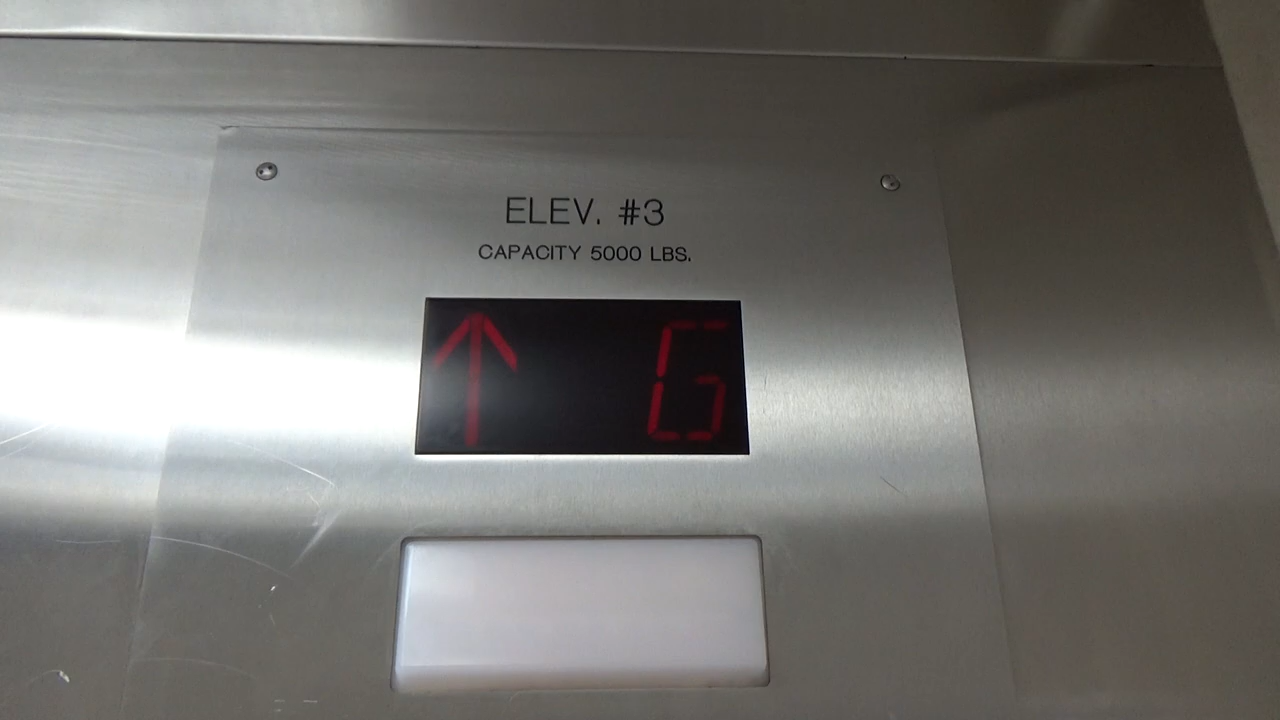 ELEV. #3
CAPACITY 5000 LBS.
↑ G